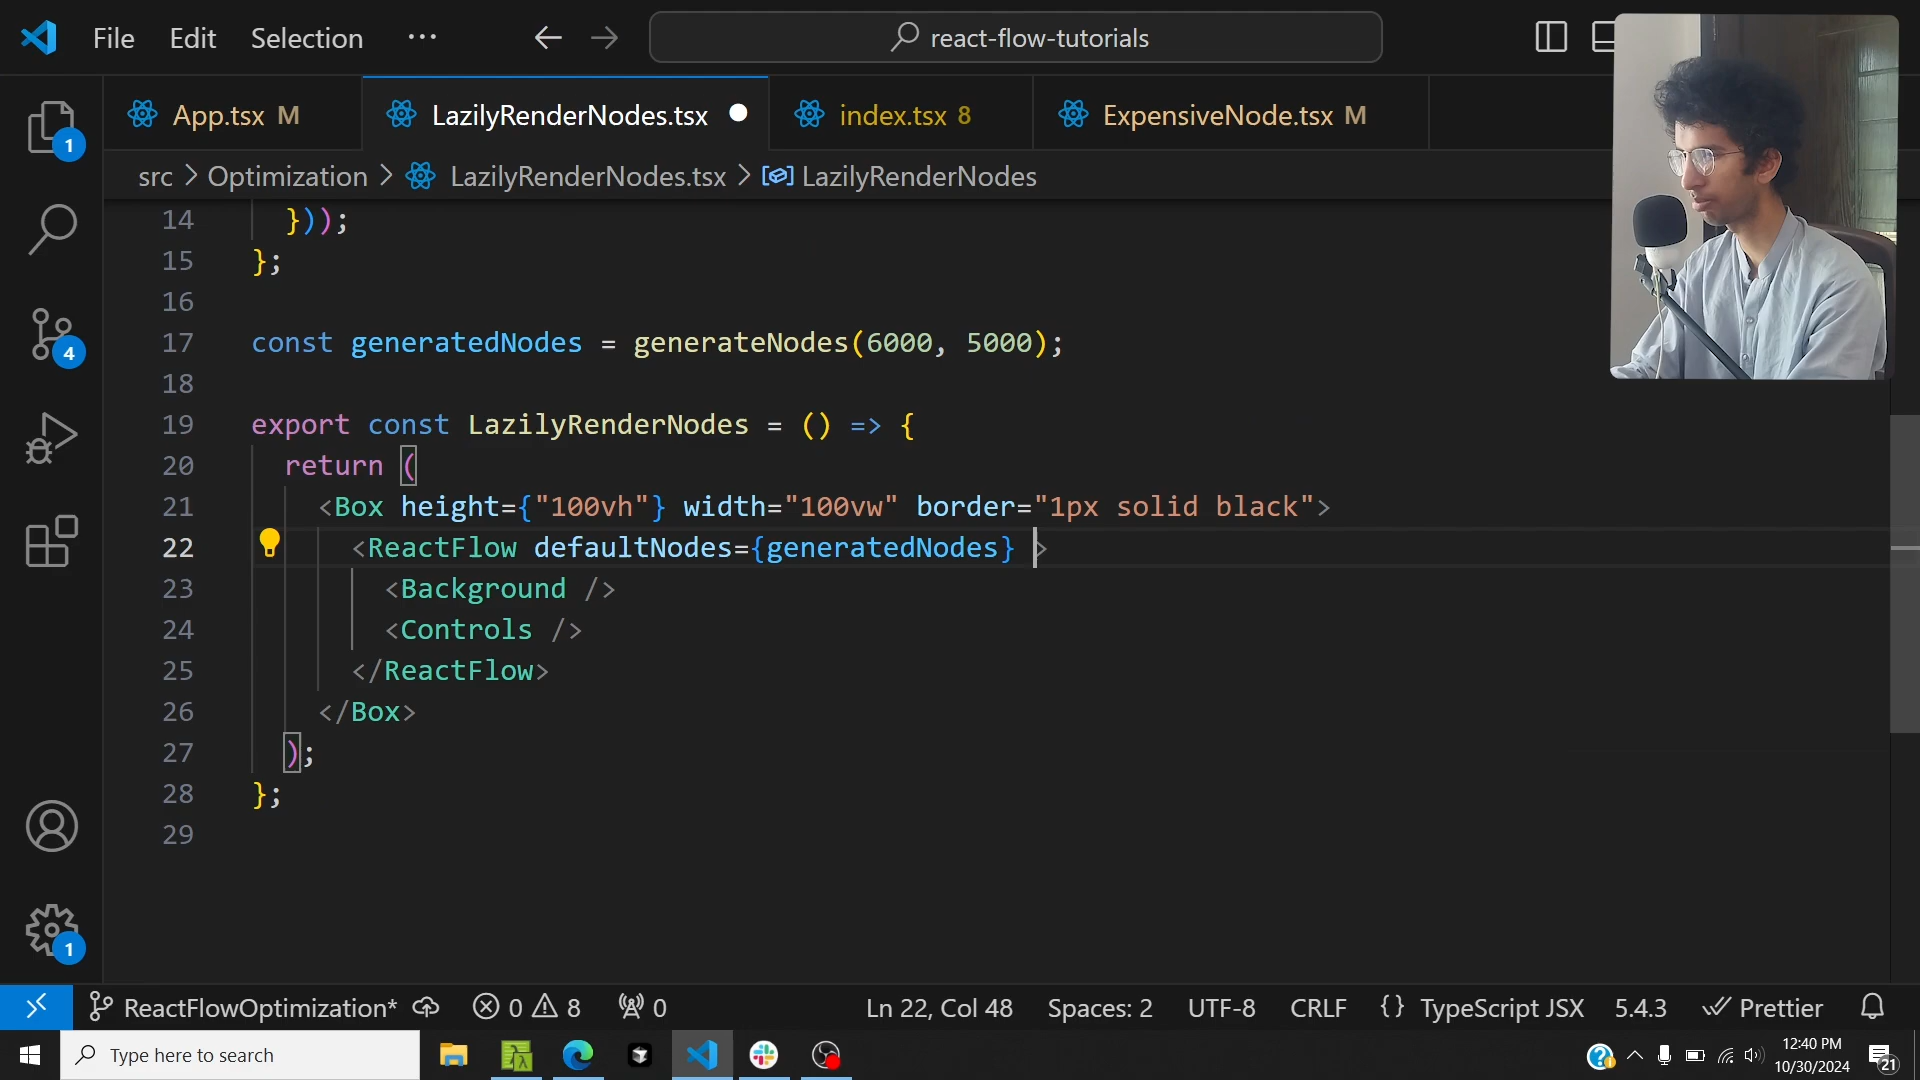 File Edit Selection ··· react-flow-tutorials
App.tsx M LazilyRenderNodes.tsx index.tsx 8 ExpensiveNode.tsx M
src > Optimization > LazilyRenderNodes.tsx > LazilyRenderNodes
14 }));
15 };
16
17 const generatedNodes = generateNodes(6000, 5000);
18
19 export const LazilyRenderNodes = () => {
20 return (
21 <Box height={"100vh"} width="100vw" border="1px solid black">
22 <ReactFlow defaultNodes={generatedNodes} >
23 <Background />
24 <Controls />
25 </ReactFlow>
26 </Box>
27 );
28 };
29
1
4
1
ReactFlowOptimization* 0 8 0 Ln 22, Col 48 Spaces: 2 UTF-8 CRLF {} TypeScript JSX 5.4.3 Prettier
Type here to search
12:40 PM
10/30/2024
21